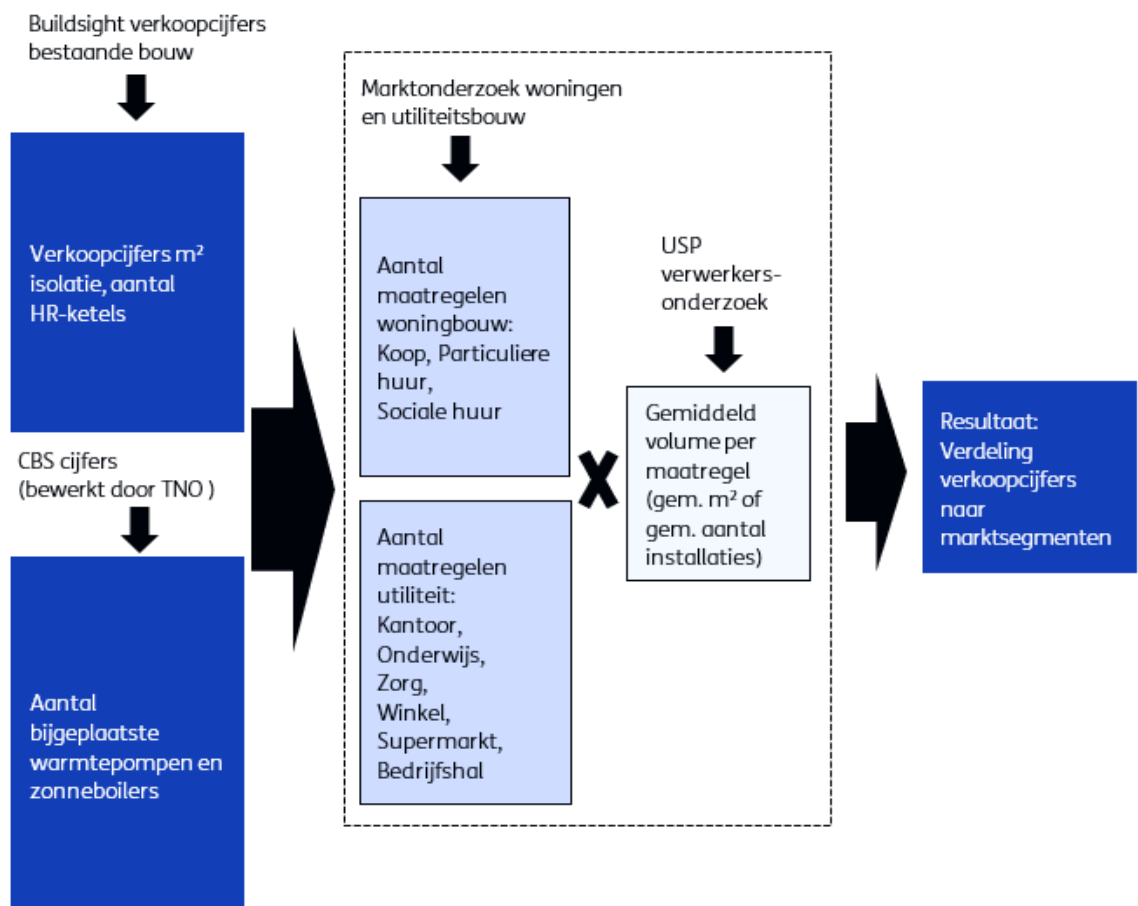 Buildsight verkoopcijfers
bestaande bouw
Verkoopcijfers m²
isolatie, aantal
HR-ketels
CBS cijfers
(bewerkt door TNO )
Aantal
bijgeplaatste
warmtepompen en
zonneboilers
Marktonderzoek woningen
en utiliteitsbouw
Aantal
maatregelen
woningbouw:
Koop, Particuliere
huur,
Sociale huur
Aantal
maatregelen
utiliteit:
Kantoor,
Onderwijs,
Zorg,
Winkel,
Supermarkt,
Bedrijfshal
USP
verwerkers-
onderzoek
Gemiddeld
volume per
maatregel
(gem. m² of
gem. aantal
installaties)
Resultaat:
Verdeling
verkoopcijfers
naar
marktsegmenten